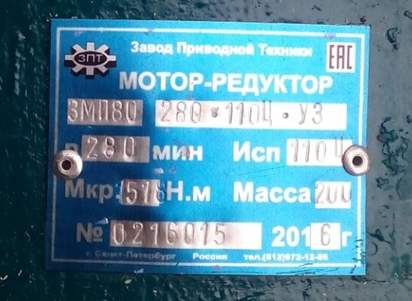 ЗПТ
Завод Приводной Техники
ЕАС
МОТОР-РЕДУКТОР
3МП80 280·110Ц·У3
n 280 мин Исп 110Ц
Мкр 516 Н.м Масса 200
№ 0216015 2016 г
г. Санкт-Петербург Россия тел.(812)972-12-86